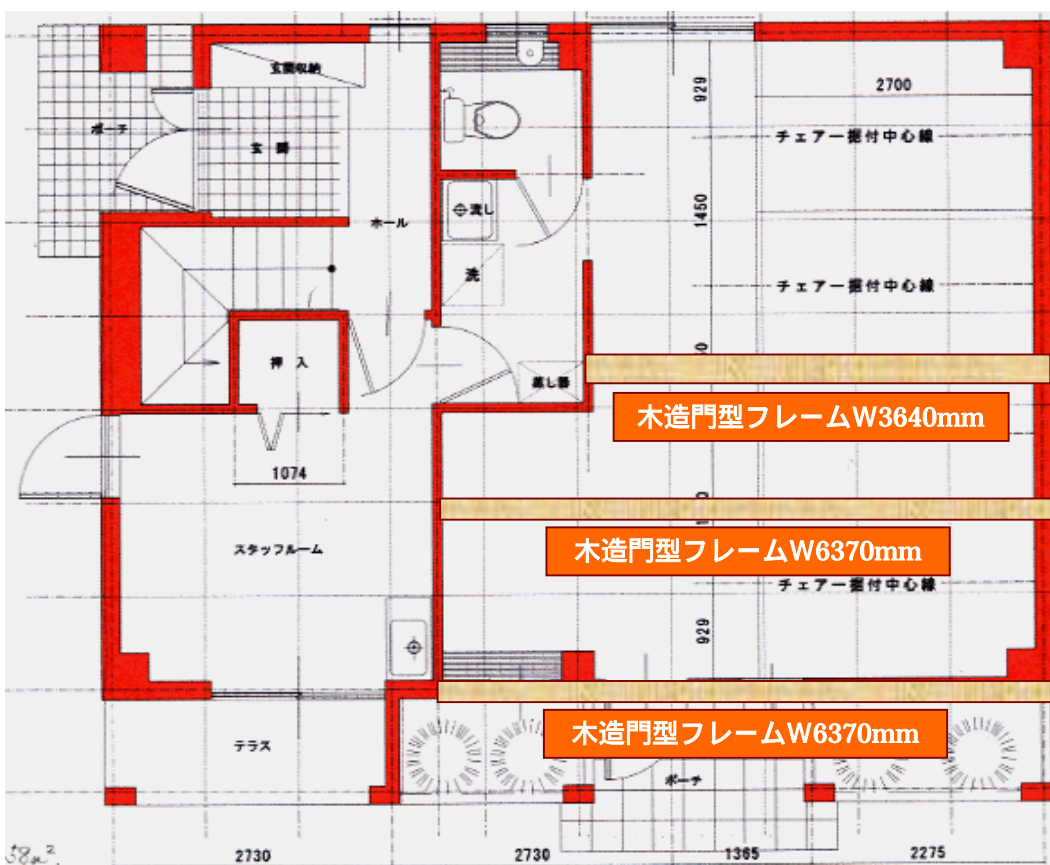 玄関収納
929
2700
ポーチ
玄 関
チェアー据付中心線
流し
1450
ホール
洗
チェアー据付中心線
押 入
蒸し器
木造門型フレームW3640mm
1074
木造門型フレームW6370mm
スタッフルーム
チェアー据付中心線
929
木造門型フレームW6370mm
テラス
ポーチ
58㎡
2730
2730
1365
2275